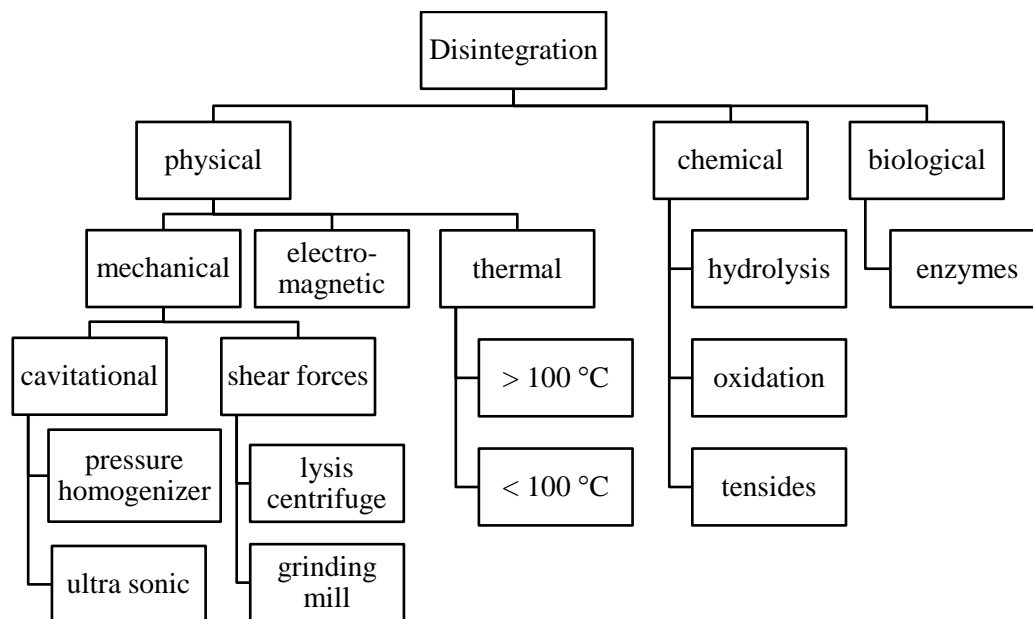 Disintegration
physical
chemical
biological
mechanical
electro-
magnetic
thermal
hydrolysis
enzymes
cavitational
shear forces
> 100 °C
oxidation
pressure
homogenizer
lysis
centrifuge
< 100 °C
tensides
ultra sonic
grinding
mill